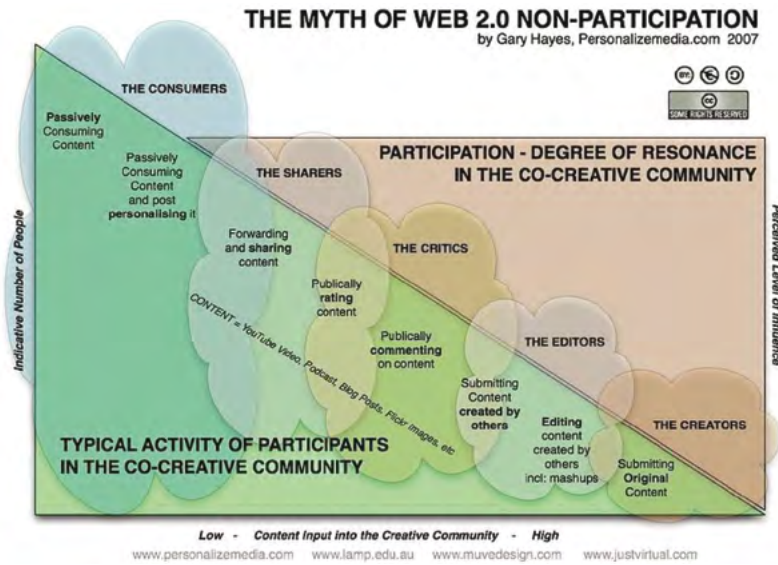 THE MYTH OF WEB 2.0 NON-PARTICIPATION
by Gary Hayes, Personalizemedia.com 2007
BY:
cc
SOME RIGHTS RESERVED
THE CONSUMERS
Passively
Consuming
Content
Passively
Consuming
Content
and post
personalising it
PARTICIPATION - DEGREE OF RESONANCE
IN THE CO-CREATIVE COMMUNITY
THE SHARERS
Forwarding
and sharing
content
THE CRITICS
Publically
rating
content
Publically
commenting
on content
CONTENT = YouTube Video, Podcast, Blog Posts, Flickr Images, etc
THE EDITORS
Submitting
Content
created by
others
Editing
content
created by
others
incl: mashups
THE CREATORS
Submitting
Original
Content
TYPICAL ACTIVITY OF PARTICIPANTS
IN THE CO-CREATIVE COMMUNITY
Indicative Number of People
Perceived Level of Influence
Low - Content Input into the Creative Community - High
www.personalizemedia.com www.lamp.edu.au www.muvedesign.com www.justvirtual.com